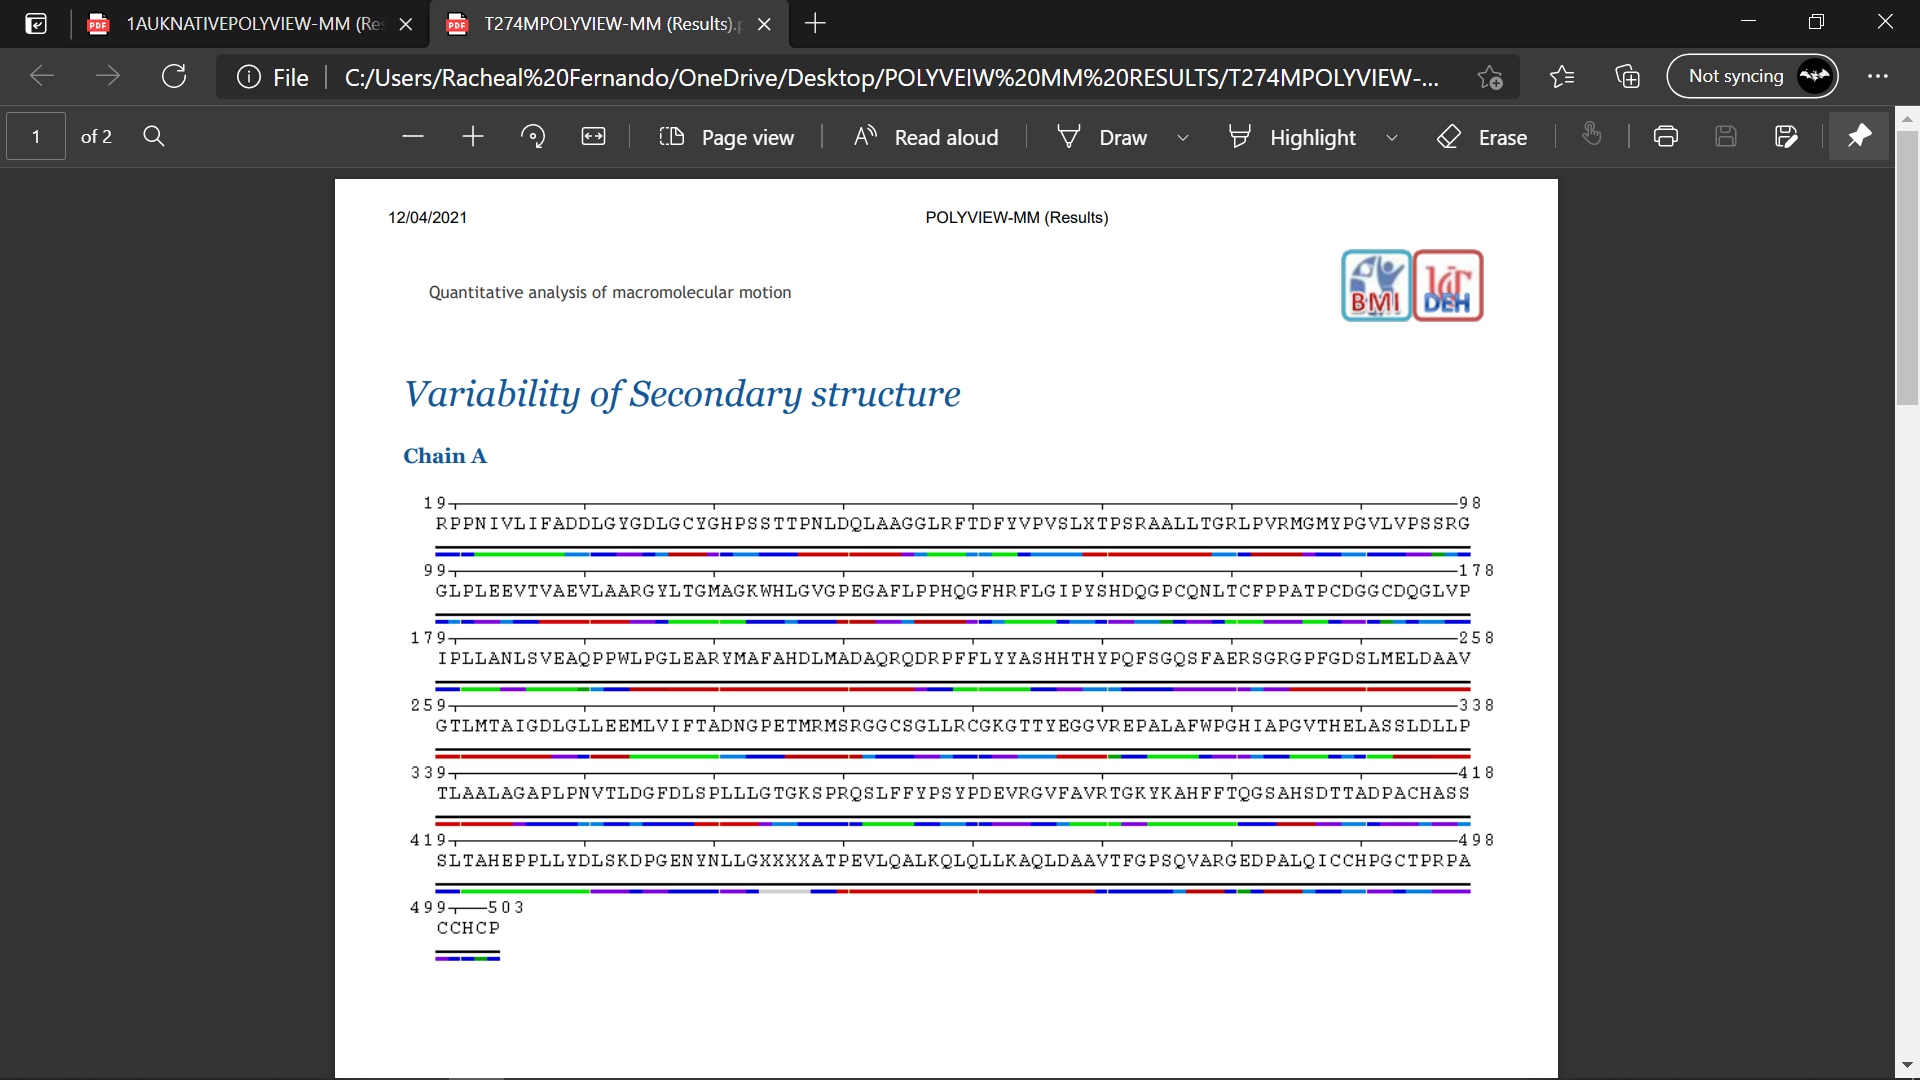 1AUKNATIVEPOLYVIEW-MM (Re
T274MPOLYVIEW-MM (Results).
File
C:/Users/Racheal%20Fernando/OneDrive/Desktop/POLYVEIW%20MM%20RESULTS/T274MPOLYVIEW-...
Not syncing
1 of 2
Page view
Read aloud
Draw
Highlight
Erase
12/04/2021
POLYVIEW-MM (Results)
Quantitative analysis of macromolecular motion
BMI
DEH
Variability of Secondary structure
Chain A
19 98
RPPNIVLIFADDLGYGDLGCYGHPSSTTPNLDQLAAGGLRFTDFYVPVSLXTPSRAALLTGRLPVRMGMYPGVLVPSSRG
99 178
GLPLEEVTVAEVLAARGYLTGMAGKWHLGVGPEGAFLPPHQGFHRFLGIPYSHDQGPCQNLTCFPPATPCDGGCDQGLVP
179 258
IPLLANLSVEAQPPWLPGLEARYMAFAHDLMADAQRQDRPFFLYYASHHTHYPQFSGQSFAERSGRGPFGDSLMELDAAV
259 338
GTLMTAIGDLGLLEEMLVIFTADNGPETMRMSRGGCSGLLRCGKGTTYEGGVREPALAFWPGHIAPGVTHELASSLDLLP
339 418
TLAALAGAPLPNVTLDGFDLSPLLLGTGKSPRQSLFFYPSYPDEVRGVFAVRTGKYKAHFFTQGSAHSDTTADPACHASS
419 498
SLTAHEPPLLYDLSKDPGENYNLLGXXXXATPEVLQALKQLQLLKAQLDAAVTFGPSQVARGEDPALQICCHPGCTPRPA
499 503
CCHCP